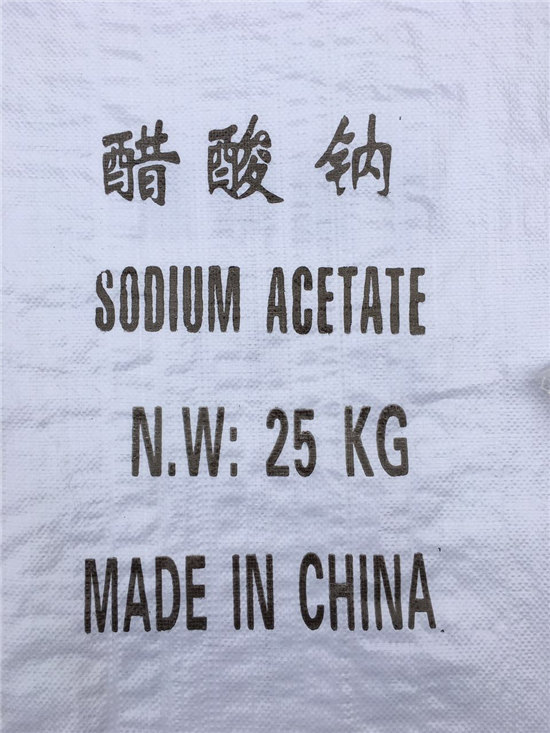 醋酸钠
SODIUM ACETATE
N.W: 25 KG
MADE IN CHINA